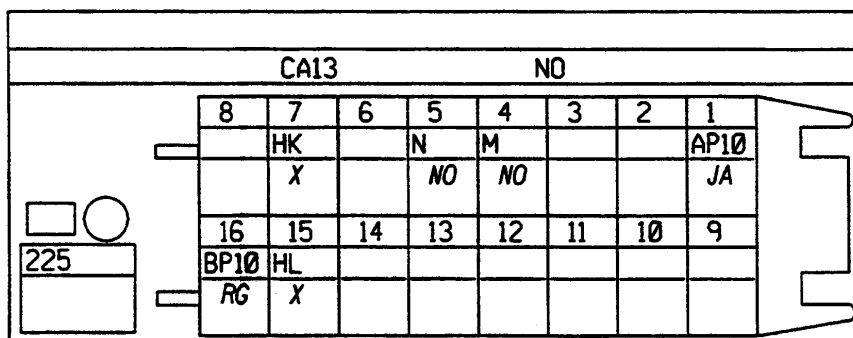 CA13 NO
8 7 6 5 4 3 2 1
HK N M AP10
X NO NO JA
16 15 14 13 12 11 10 9
225 BP10 HL
RG X